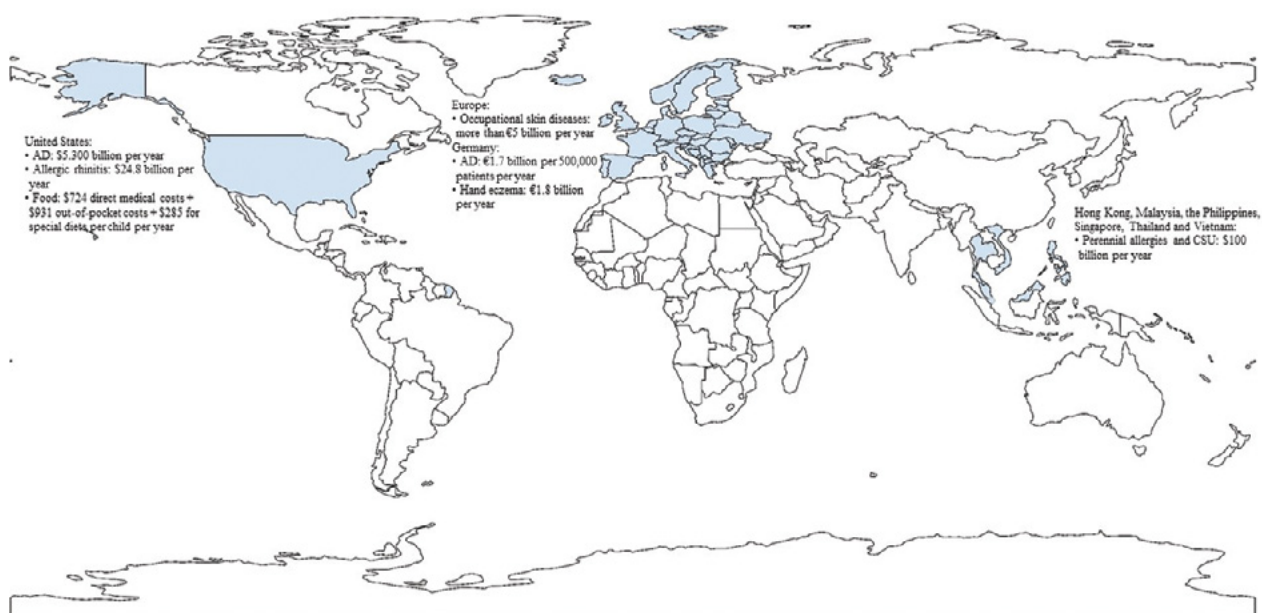 United States:
• AD: $5.300 billion per year
• Allergic rhinitis: $24.8 billion per
year
• Food: $724 direct medical costs +
$931 out-of-pocket costs + $285 for
special diets per child per year
Europe:
• Occupational skin diseases:
more than €5 billion per year
Germany:
• AD: €1.7 billion per 500,000
patients per year
• Hand eczema: €1.8 billion
per year
Hong Kong, Malaysia, the Philippines,
Singapore, Thailand and Vietnam:
• Perennial allergies and CSU: $100
billion per year